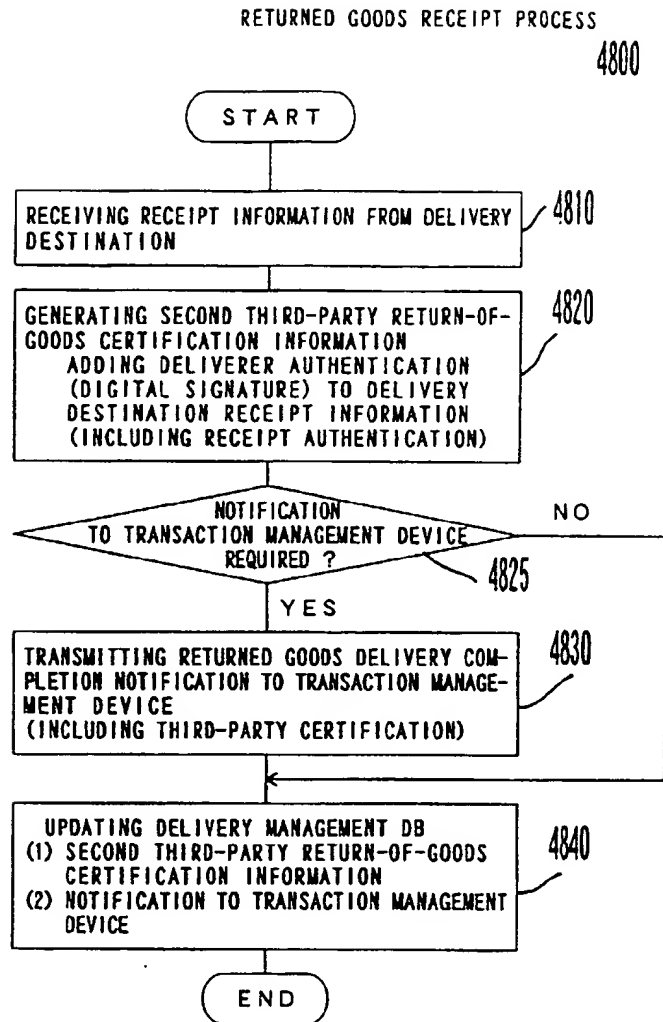 RETURNED GOODS RECEIPT PROCESS
4800
START
RECEIVING RECEIPT INFORMATION FROM DELIVERY
DESTINATION
4810
GENERATING SECOND THIRD-PARTY RETURN-OF-
GOODS CERTIFICATION INFORMATION
ADDING DELIVERER AUTHENTICATION
(DIGITAL SIGNATURE) TO DELIVERY
DESTINATION RECEIPT INFORMATION
(INCLUDING RECEIPT AUTHENTICATION)
4820
NOTIFICATION
TO TRANSACTION MANAGEMENT DEVICE
REQUIRED ?
NO
4825
YES
TRANSMITTING RETURNED GOODS DELIVERY COM-
PLETION NOTIFICATION TO TRANSACTION MANAGE-
MENT DEVICE
(INCLUDING THIRD-PARTY CERTIFICATION)
4830
UPDATING DELIVERY MANAGEMENT DB
(1) SECOND THIRD-PARTY RETURN-OF-GOODS
CERTIFICATION INFORMATION
(2) NOTIFICATION TO TRANSACTION MANAGEMENT
DEVICE
4840
END